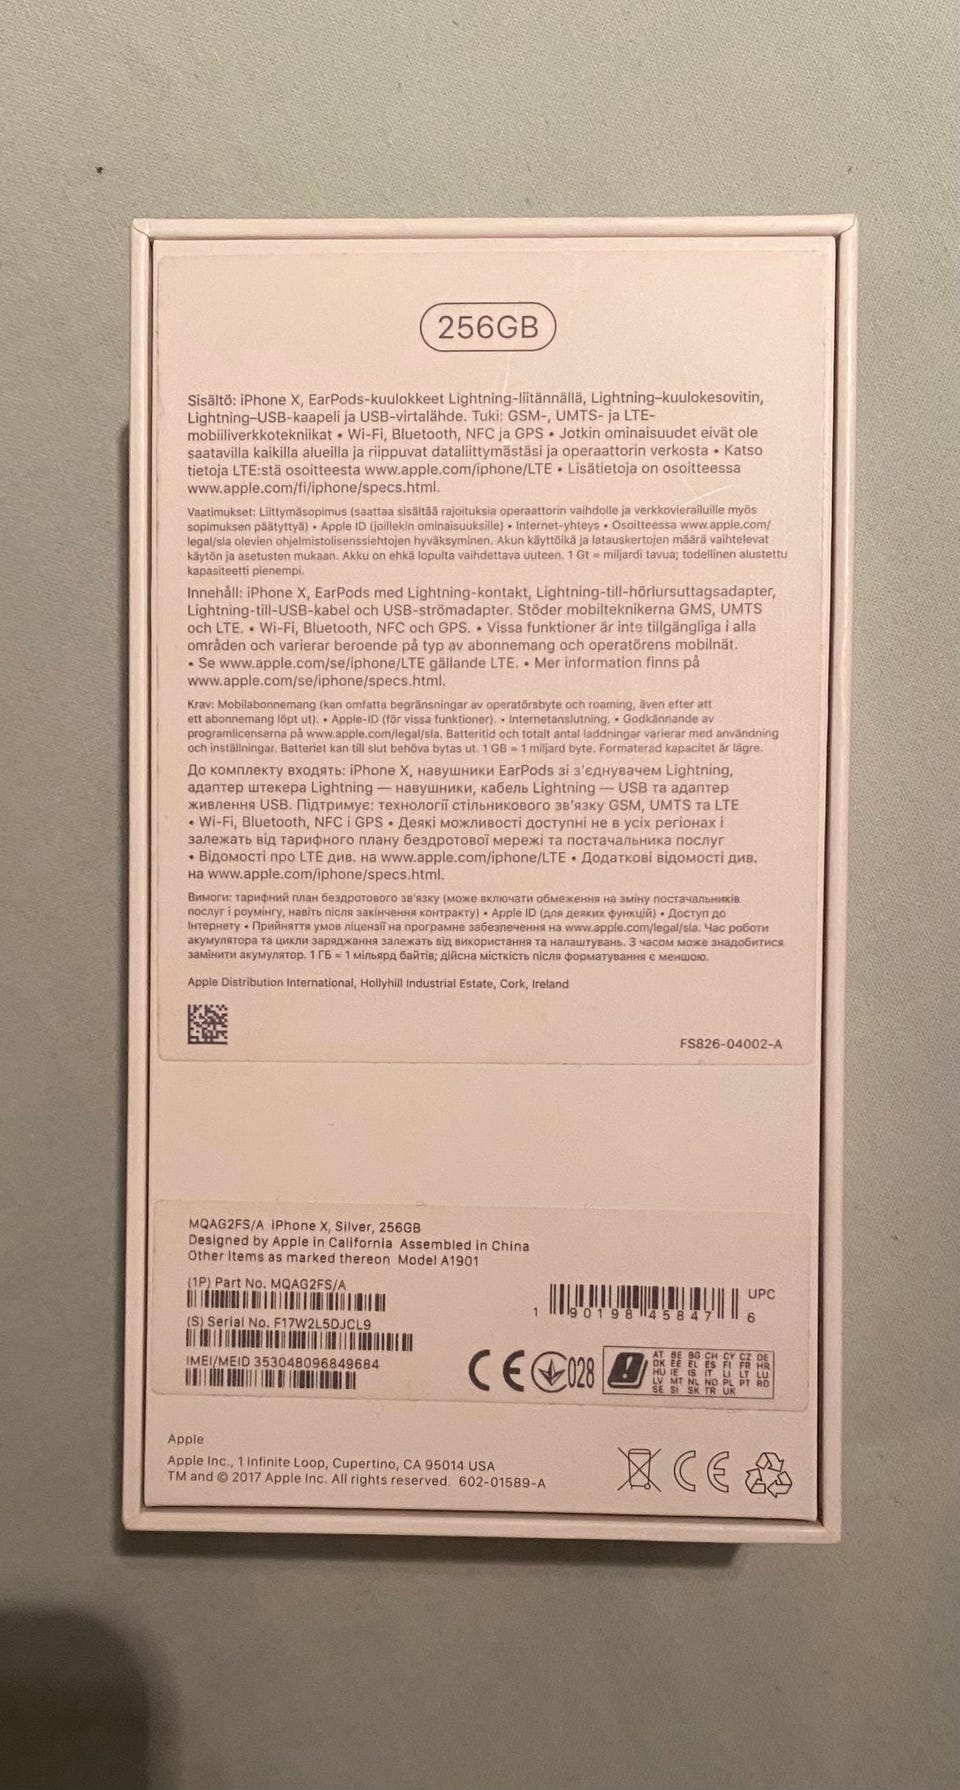 256GB
Sisältö: iPhone X, EarPods-kuulokkeet Lightning-liitännällä, Lightning–kuulokesovitin,
Lightning–USB-kaapeli ja USB-virtalähde. Tuki: GSM-, UMTS- ja LTE-
mobiiliverkkotekniikat • Wi-Fi, Bluetooth, NFC ja GPS • Jotkin ominaisuudet eivät ole
saatavilla kaikilla alueilla ja riippuvat dataliittymästäsi ja operaattorin verkosta • Katso
tietoja LTE:stä osoitteesta www.apple.com/iphone/LTE • Lisätietoja on osoitteessa
www.apple.com/fi/iphone/specs.html.
Vaatimukset: Liittymäsopimus (saattaa sisältää rajoituksia operaattorin vaihdolle ja verkkovierailuille myös
sopimuksen päätyttyä) • Apple ID (joillekin ominaisuuksille) • Internet-yhteys • Osoitteessa www.apple.com/
legal/sla olevien ohjelmistolisenssiehtojen hyväksyminen. Akun käyttöikä ja latauskertojen määrä vaihtelevat
käytön ja asetusten mukaan. Akku on ehkä lopulta vaihdettava uuteen. 1 Gt = miljardi tavua; todellinen alustettu
kapasiteetti pienempi.
Innehåll: iPhone X, EarPods med Lightning-kontakt, Lightning-till-hörlursuttagsadapter,
Lightning-till-USB-kabel och USB-strömadapter. Stöder mobilteknikerna GMS, UMTS
och LTE. • Wi-Fi, Bluetooth, NFC och GPS. • Vissa funktioner är inte tillgängliga i alla
områden och varierar beroende på typ av abonnemang och operatörens mobilnät.
• Se www.apple.com/se/iphone/LTE gällande LTE. • Mer information finns på
www.apple.com/se/iphone/specs.html.
Krav: Mobilabonnemang (kan omfatta begränsningar av operatörsbyte och roaming, även efter att
ett abonnemang löpt ut). • Apple-ID (för vissa funktioner). • Internetanslutning. • Godkännande av
programlicenserna på www.apple.com/legal/sla. Batteritid och totalt antal laddningar varierar med användning
och inställningar. Batteriet kan till slut behöva bytas ut. 1 GB = 1 miljard byte. Formaterad kapacitet är lägre.
До комплекту входять: iPhone X, навушники EarPods зі з’єднувачем Lightning,
адаптер штекера Lightning — навушники, кабель Lightning — USB та адаптер
живлення USB. Підтримує: технології стільникового зв’язку GSM, UMTS та LTE
• Wi-Fi, Bluetooth, NFC і GPS • Деякі можливості доступні не в усіх регіонах і
залежать від тарифного плану бездротової мережі та постачальника послуг
• Відомості про LTE див. на www.apple.com/iphone/LTE • Додаткові відомості див.
на www.apple.com/iphone/specs.html.
Вимоги: тарифний план бездротового зв’язку (може включати обмеження на зміну постачальників
послуг і роумінгу, навіть після закінчення контракту) • Apple ID (для деяких функцій) • Доступ до
Інтернету • Прийняття умов ліцензії на програмне забезпечення на www.apple.com/legal/sla. Час роботи
акумулятора та цикли заряджання залежать від використання та налаштувань. З часом може знадобитися
замінити акумулятор. 1 ГБ = 1 мільярд байтів; дійсна місткість після форматування є меншою.
Apple Distribution International, Hollyhill Industrial Estate, Cork, Ireland
FS826-04002-A
MQAG2FS/A iPhone X, Silver, 256GB
Designed by Apple in California Assembled in China
Other items as marked thereon Model A1901
(1P) Part No. MQAG2FS/A
UPC
1 90198 45847 6
(S) Serial No. F17W2L5DJCL9
IMEI/MEID 353048096849684
CE 028
AT BE BG CH CY CZ DE
DK EE EL ES FI FR HR
HU IE IS IT LI LT LU
LV MT NL NO PL PT RO
SE SI SK TR UK
Apple
Apple Inc., 1 Infinite Loop, Cupertino, CA 95014 USA
TM and © 2017 Apple Inc. All rights reserved. 602-01589-A
CE